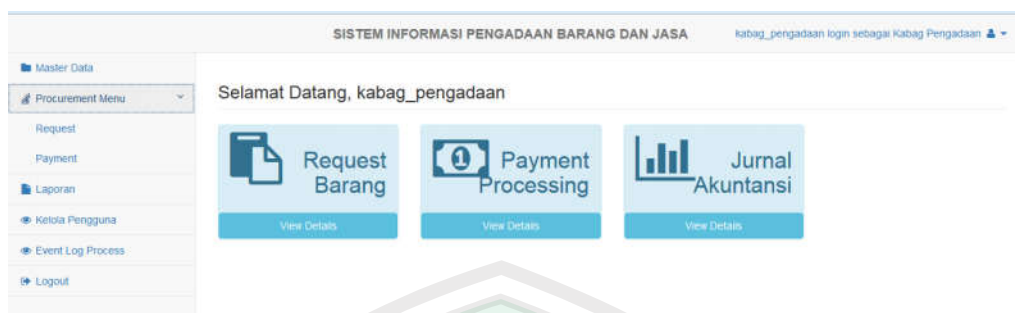 SISTEM INFORMASI PENGADAAN BARANG DAN JASA
kabag_pengadaan login sebagai Kabag Pengadaan
Master Data
Procurement Menu
Request
Payment
Laporan
Kelola Pengguna
Event Log Process
Logout
Selamat Datang, kabag_pengadaan
Request
Barang
View Details
1
Payment
Processing
View Details
Jurnal
Akuntansi
View Details